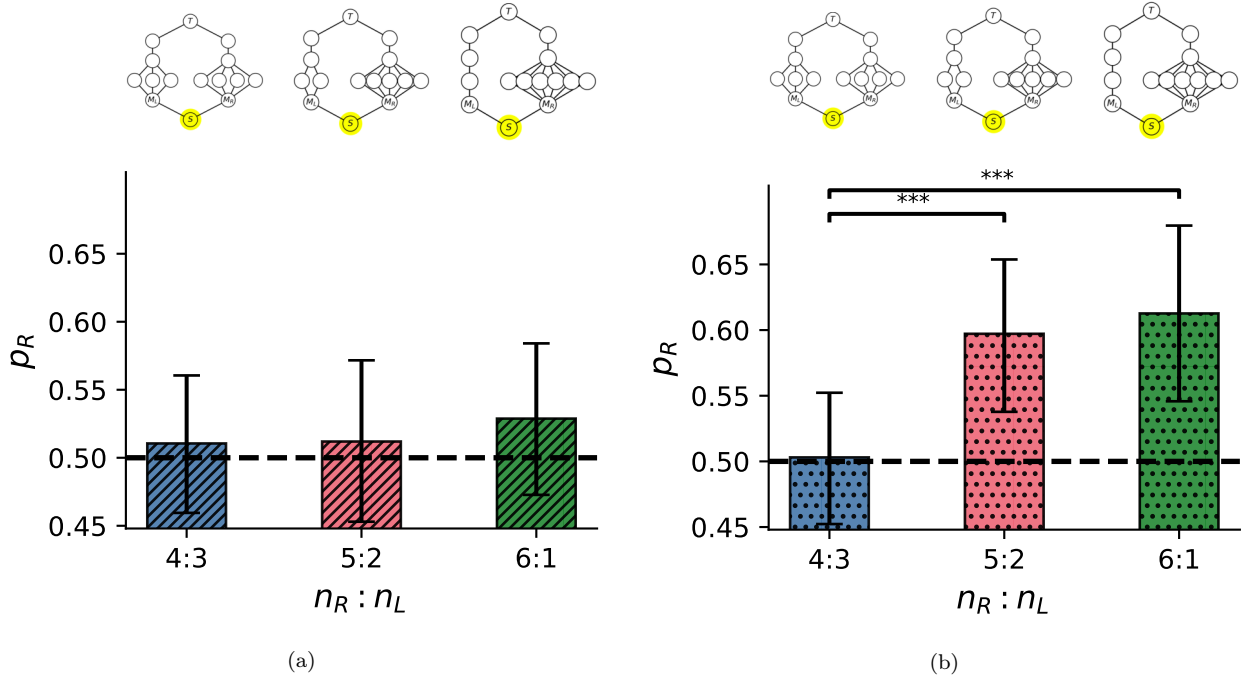 T
T
T
M_L
M_R
S
M_L
M_R
S
M_L
M_R
S
p_R
0.65
0.60
0.55
0.50
0.45
4:3
5:2
6:1
n_R : n_L
(a)
T
T
T
M_L
M_R
S
M_L
M_R
S
M_L
M_R
S
***
***
p_R
0.65
0.60
0.55
0.50
0.45
4:3
5:2
6:1
n_R : n_L
(b)